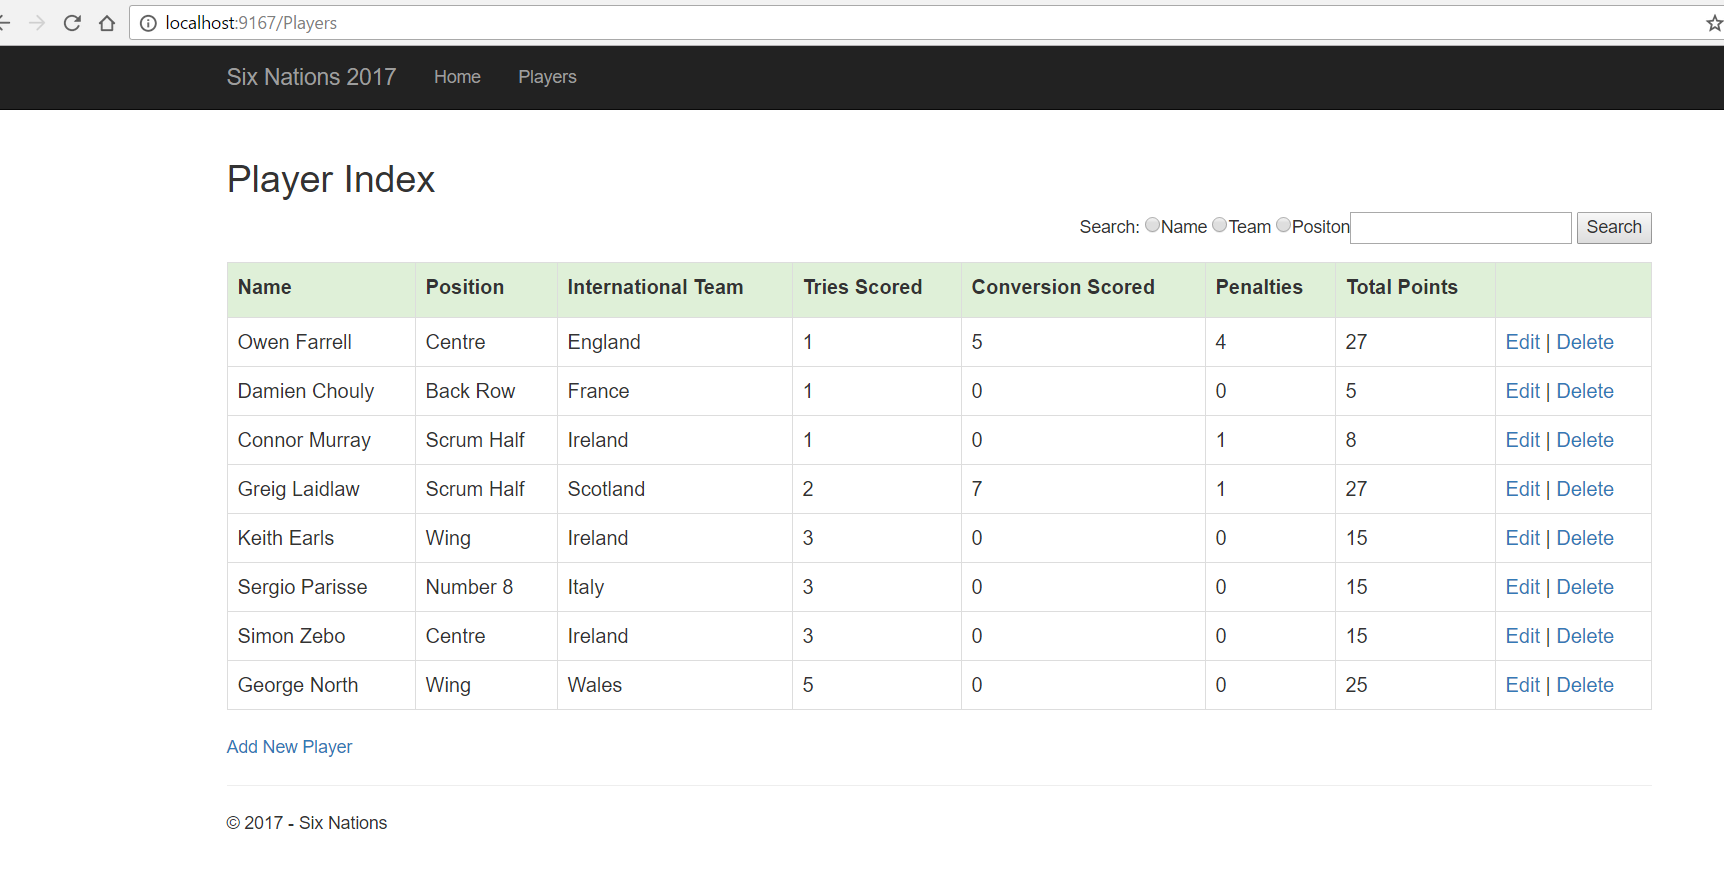 localhost:9167/Players
Six Nations 2017 Home Players
Player Index
Search: Name Team Positon Search
Name Position International Team Tries Scored Conversion Scored Penalties Total Points
Owen Farrell Centre England 1 5 4 27 Edit | Delete
Damien Chouly Back Row France 1 0 0 5 Edit | Delete
Connor Murray Scrum Half Ireland 1 0 1 8 Edit | Delete
Greig Laidlaw Scrum Half Scotland 2 7 1 27 Edit | Delete
Keith Earls Wing Ireland 3 0 0 15 Edit | Delete
Sergio Parisse Number 8 Italy 3 0 0 15 Edit | Delete
Simon Zebo Centre Ireland 3 0 0 15 Edit | Delete
George North Wing Wales 5 0 0 25 Edit | Delete
Add New Player
© 2017 - Six Nations